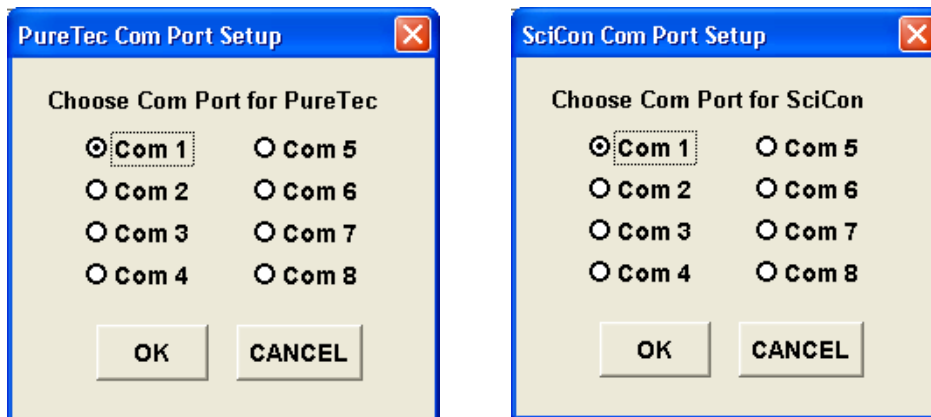 PureTec Com Port Setup
Choose Com Port for PureTec
Com 1 Com 5
Com 2 Com 6
Com 3 Com 7
Com 4 Com 8
OK CANCEL
SciCon Com Port Setup
Choose Com Port for SciCon
Com 1 Com 5
Com 2 Com 6
Com 3 Com 7
Com 4 Com 8
OK CANCEL